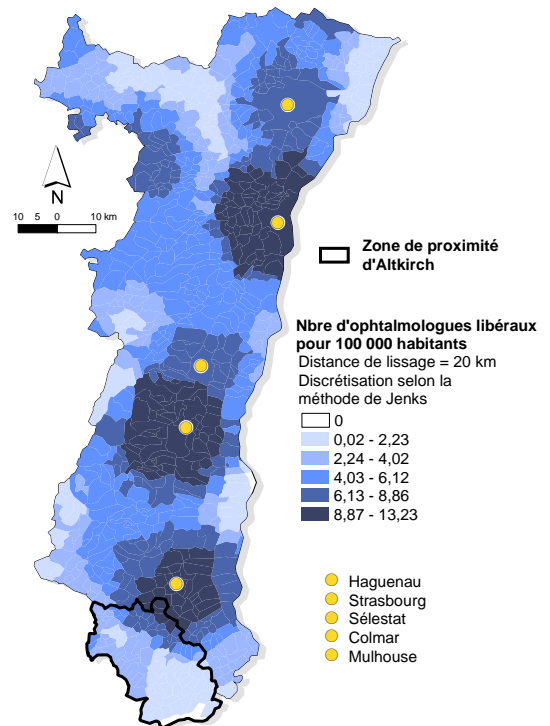 N
10 5 0 10 km
Zone de proximité
d'Altkirch
Nbre d'ophtalmologues libéraux
pour 100 000 habitants
Distance de lissage = 20 km
Discrétisation selon la
méthode de Jenks
0
0,02 - 2,23
2,24 - 4,02
4,03 - 6,12
6,13 - 8,86
8,87 - 13,23
Haguenau
Strasbourg
Sélestat
Colmar
Mulhouse